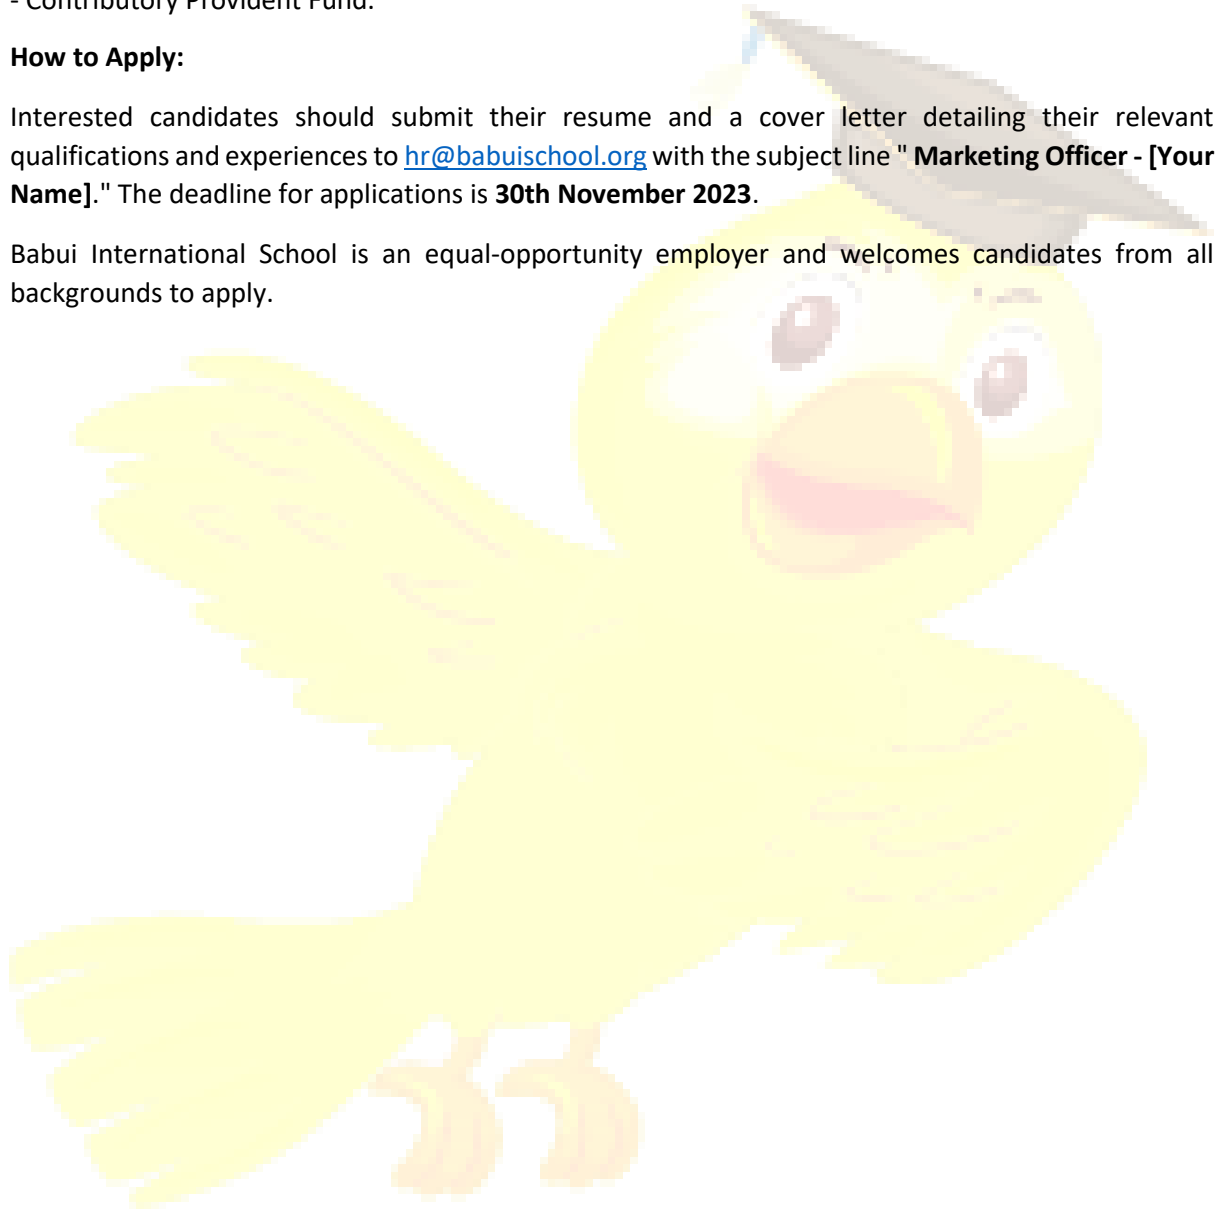 - Contributory Provident Fund.
How to Apply:
Interested candidates should submit their resume and a cover letter detailing their relevant
qualifications and experiences to hr@babuischool.org with the subject line " Marketing Officer - [Your
Name]." The deadline for applications is 30th November 2023.
Babui International School is an equal-opportunity employer and welcomes candidates from all
backgrounds to apply.